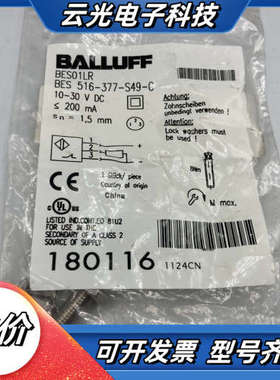 云光电子科技
BALLUFF
BES01LR
BES 516-377-S49-C
10-30 V DC
≤ 200 mA
sn = 1,5 mm
Achtung:
Zahnscheiben
unbedingt verwenden!
Caution:
Lock washers must
be used!
1 Stück/ piece
Country of origin
China
M max.
CE
UL
LISTED IND.CONT.EQ 81U2
FOR USE IN THE
SECONDARY OF A CLASS 2
SOURCE OF SUPPLY
180116
1124CN
价
可开发票 型号齐